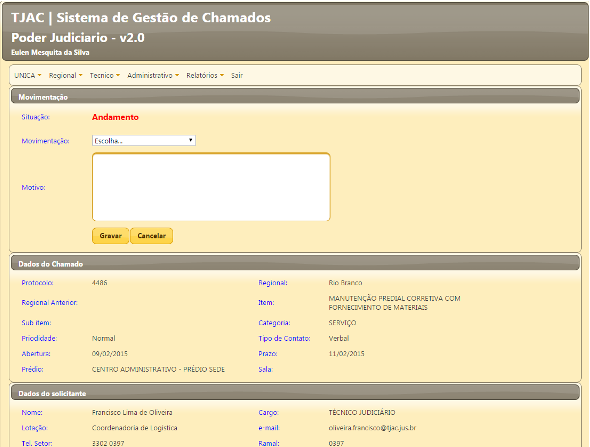 TJAC | Sistema de Gestão de Chamados
Poder Judiciario - v2.0
Eulen Mesquita da Silva
UNICA Regional Tecnico Administrativo Relatórios Sair
Movimentação
Situação: Andamento
Movimentação: Escolha...
Motivo:
Gravar Cancelar
Dados do Chamado
Protocolo: 4486 Regional: Rio Branco
Regional Anterior: Item: MANUTENÇÃO PREDIAL CORRETIVA COM
FORNECIMENTO DE MATERIAIS
Sub item: Categoria: SERVIÇO
Priodidade: Normal Tipo de Contato: Verbal
Abertura: 09/02/2015 Prazo: 11/02/2015
Prédio: CENTRO ADMINISTRATIVO - PRÉDIO SEDE Sala:
Dados do solicitante
Nome: Francisco Lima de Oliveira Cargo: TÉCNICO JUDICIÁRIO
Lotação: Coordenadoria de Logística e-mail: oliveira.francisco@tjac.jus.br
Tel. Setor: 3302 0397 Ramal: 0397